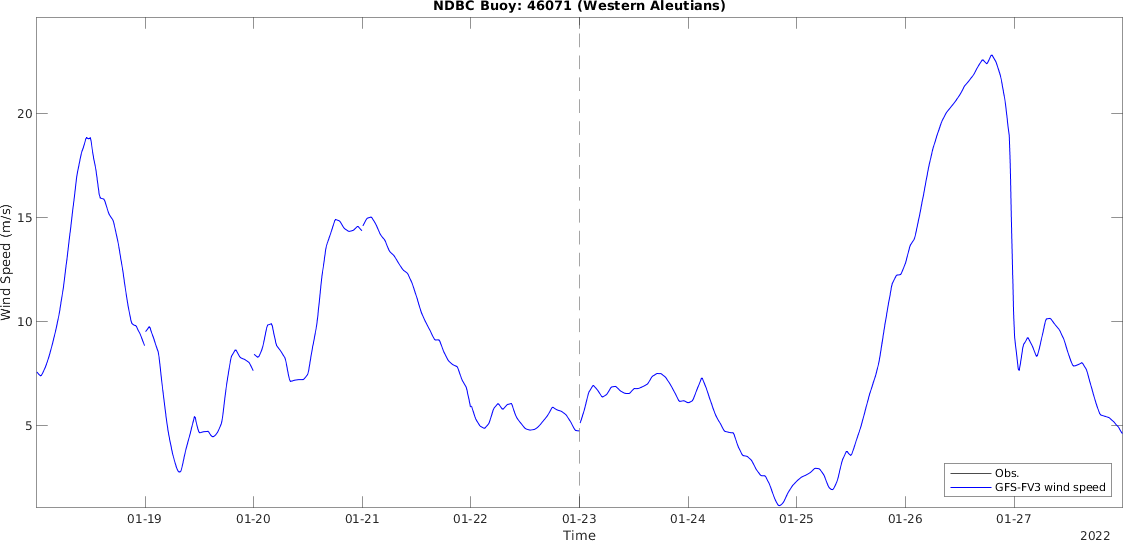 NDBC Buoy: 46071 (Western Aleutians)
20
15
10
5
Wind Speed (m/s)
Obs.
GFS-FV3 wind speed
01-19 01-20 01-21 01-22 01-23 01-24 01-25 01-26 01-27
Time
2022